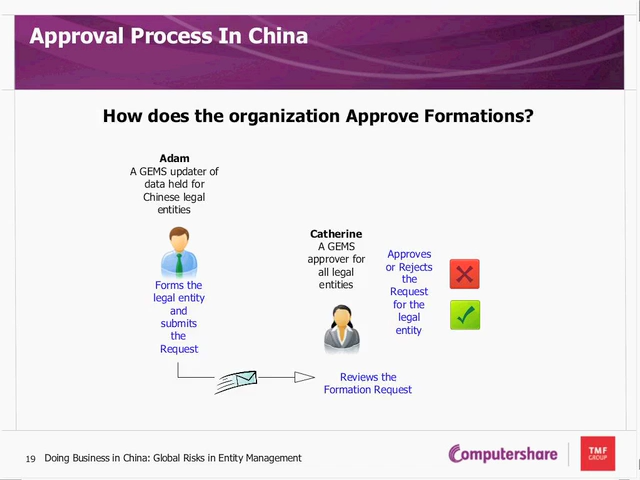 Approval Process In China
How does the organization Approve Formations?
Adam
A GEMS updater of
data held for
Chinese legal
entities
Forms the
legal entity
and
submits
the
Request
Catherine
A GEMS
approver for
all legal
entities
Approves
or Rejects
the
Request
for the
legal
entity
Reviews the
Formation Request
19 Doing Business in China: Global Risks in Entity Management
Computershare
TMF
GROUP